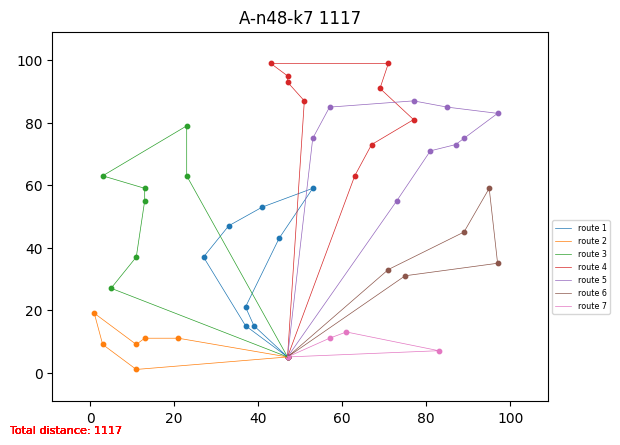 A-n48-k7 1117
100
80
60
40
20
0
0 20 40 60 80 100
route 1
route 2
route 3
route 4
route 5
route 6
route 7
Total distance: 1117